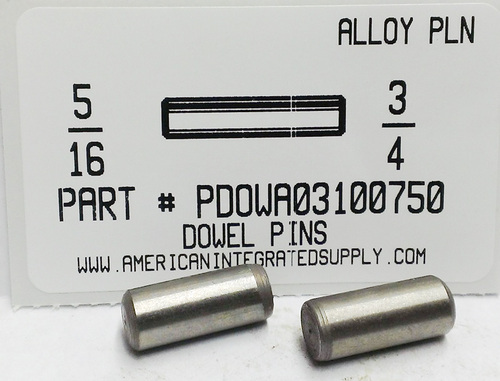 ALLOY PLN
5/16
3/4
PART # PDOWA03100750
DOWEL PINS
WWW.AMERICANINTEGRATEDSUPPLY.COM